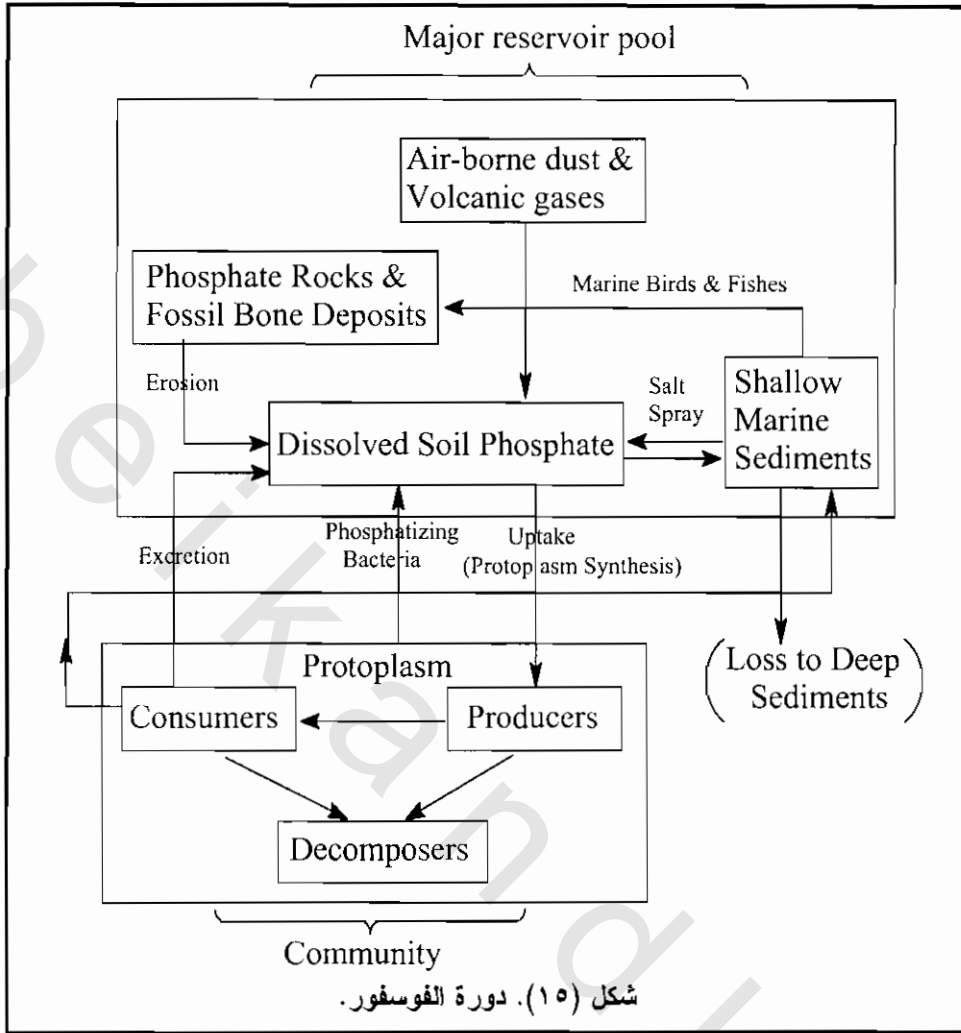 Major reservoir pool
Air-borne dust &
Volcanic gases
Phosphate Rocks &
Fossil Bone Deposits
Marine Birds & Fishes
Erosion
Salt
Spray
Shallow
Marine
Sediments
Dissolved Soil Phosphate
Excretion
Phosphatizing
Bacteria
Uptake
(Protoplasm Synthesis)
Protoplasm
(Loss to Deep
Sediments)
Consumers
Producers
Decomposers
Community
شكل (١٥). دورة الفوسفور.